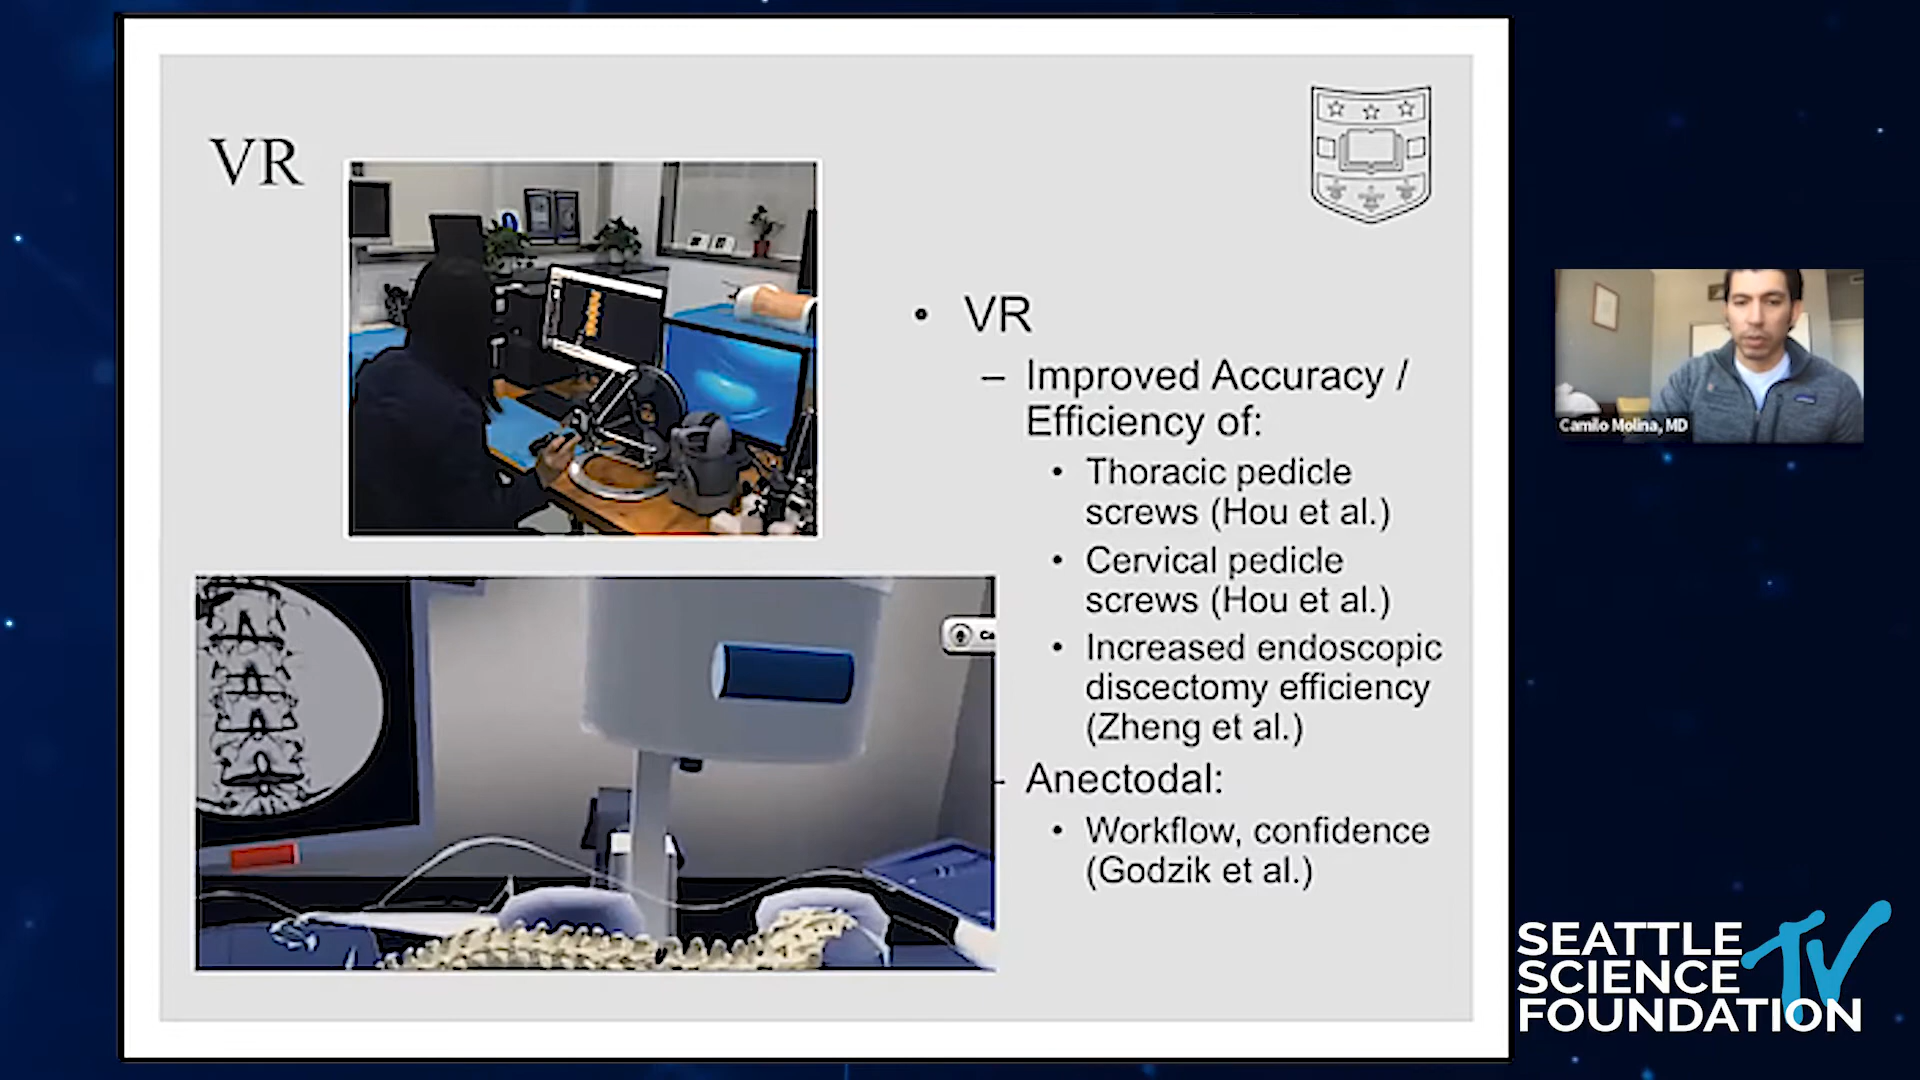 VR
• VR
– Improved Accuracy /
Efficiency of:
• Thoracic pedicle
screws (Hou et al.)
• Cervical pedicle
screws (Hou et al.)
• Increased endoscopic
discectomy efficiency
(Zheng et al.)
– Anectodal:
• Workflow, confidence
(Godzik et al.)
Ca
Camilo Molina, MD
SEATTLE
SCIENCE TV
FOUNDATION